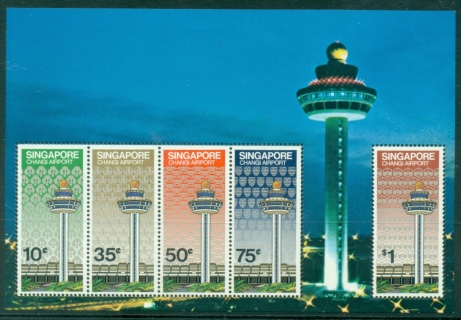 SINGAPORE
CHANGI AIRPORT
10¢
SINGAPORE
CHANGI AIRPORT
35¢
SINGAPORE
CHANGI AIRPORT
50¢
SINGAPORE
CHANGI AIRPORT
75¢
SINGAPORE
CHANGI AIRPORT
$1